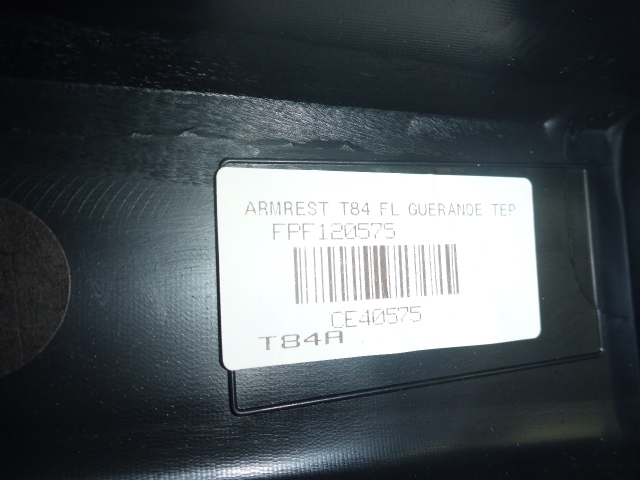 ARMREST T84 FL GUERANDE TEP
FPF120575
CE40575
T84A